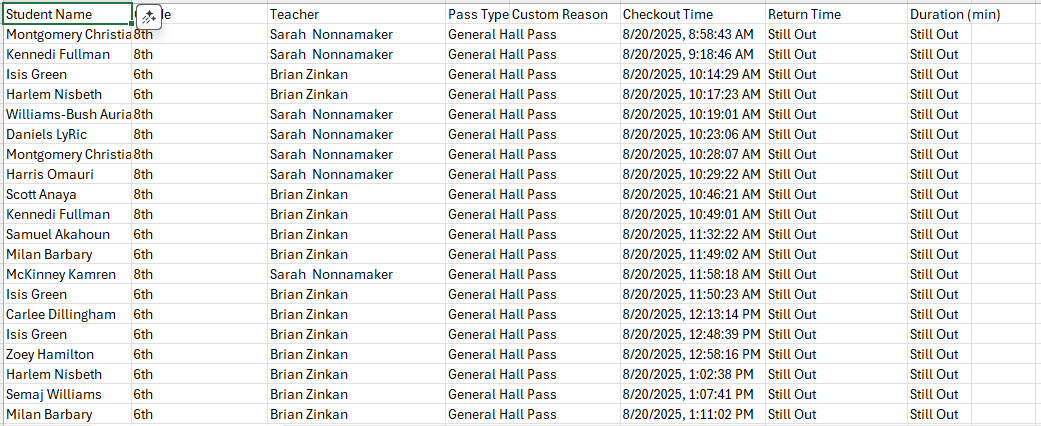 Student Name de Teacher Pass Type Custom Reason Checkout Time Return Time Duration (min)
Montgomery Christia 8th Sarah Nonnamaker General Hall Pass 8/20/2025, 8:58:43 AM Still Out Still Out
Kennedi Fullman 8th Sarah Nonnamaker General Hall Pass 8/20/2025, 9:18:46 AM Still Out Still Out
Isis Green 6th Brian Zinkan General Hall Pass 8/20/2025, 10:14:29 AM Still Out Still Out
Harlem Nisbeth 6th Brian Zinkan General Hall Pass 8/20/2025, 10:17:23 AM Still Out Still Out
Williams-Bush Auria 8th Sarah Nonnamaker General Hall Pass 8/20/2025, 10:19:01 AM Still Out Still Out
Daniels LyRic 8th Sarah Nonnamaker General Hall Pass 8/20/2025, 10:23:06 AM Still Out Still Out
Montgomery Christia 8th Sarah Nonnamaker General Hall Pass 8/20/2025, 10:28:07 AM Still Out Still Out
Harris Omauri 8th Sarah Nonnamaker General Hall Pass 8/20/2025, 10:29:22 AM Still Out Still Out
Scott Anaya 8th Brian Zinkan General Hall Pass 8/20/2025, 10:46:21 AM Still Out Still Out
Kennedi Fullman 8th Brian Zinkan General Hall Pass 8/20/2025, 10:49:01 AM Still Out Still Out
Samuel Akahoun 6th Brian Zinkan General Hall Pass 8/20/2025, 11:32:22 AM Still Out Still Out
Milan Barbary 6th Brian Zinkan General Hall Pass 8/20/2025, 11:49:02 AM Still Out Still Out
McKinney Kamren 8th Sarah Nonnamaker General Hall Pass 8/20/2025, 11:58:18 AM Still Out Still Out
Isis Green 6th Brian Zinkan General Hall Pass 8/20/2025, 11:50:23 AM Still Out Still Out
Carlee Dillingham 6th Brian Zinkan General Hall Pass 8/20/2025, 12:13:14 PM Still Out Still Out
Isis Green 6th Brian Zinkan General Hall Pass 8/20/2025, 12:48:39 PM Still Out Still Out
Zoey Hamilton 6th Brian Zinkan General Hall Pass 8/20/2025, 12:58:16 PM Still Out Still Out
Harlem Nisbeth 6th Brian Zinkan General Hall Pass 8/20/2025, 1:02:38 PM Still Out Still Out
Semaj Williams 6th Brian Zinkan General Hall Pass 8/20/2025, 1:07:41 PM Still Out Still Out
Milan Barbary 6th Brian Zinkan General Hall Pass 8/20/2025, 1:11:02 PM Still Out Still Out